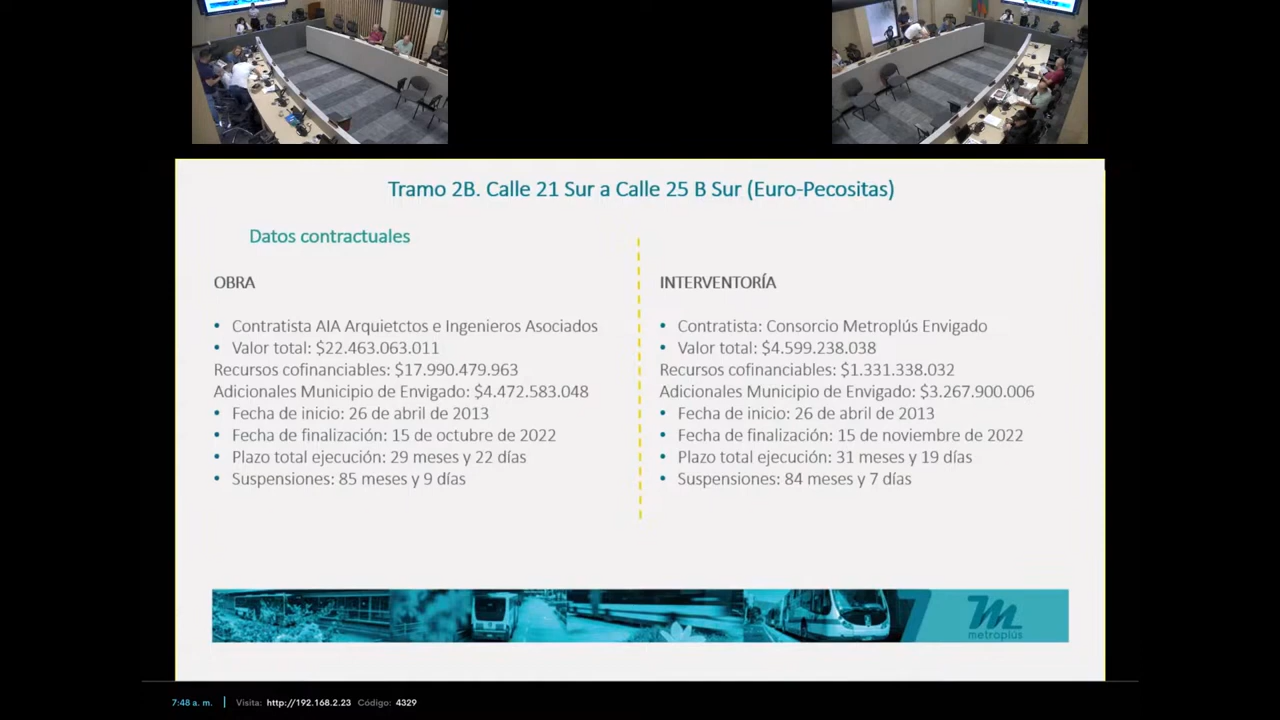 Tramo 2B. Calle 21 Sur a Calle 25 B Sur (Euro-Pecositas)
Datos contractuales
OBRA
• Contratista AIA Arquietctos e Ingenieros Asociados
• Valor total: $22.463.063.011
Recursos cofinanciables: $17.990.479.963
Adicionales Municipio de Envigado: $4.472.583.048
• Fecha de inicio: 26 de abril de 2013
• Fecha de finalización: 15 de octubre de 2022
• Plazo total ejecución: 29 meses y 22 días
• Suspensiones: 85 meses y 9 días
INTERVENTORÍA
• Contratista: Consorcio Metroplús Envigado
• Valor total: $4.599.238.038
Recursos cofinanciables: $1.331.338.032
Adicionales Municipio de Envigado: $3.267.900.006
• Fecha de inicio: 26 de abril de 2013
• Fecha de finalización: 15 de noviembre de 2022
• Plazo total ejecución: 31 meses y 19 días
• Suspensiones: 84 meses y 7 días
metroplús
7:48 a. m. | Visita: http://192.168.2.23 Código: 4329